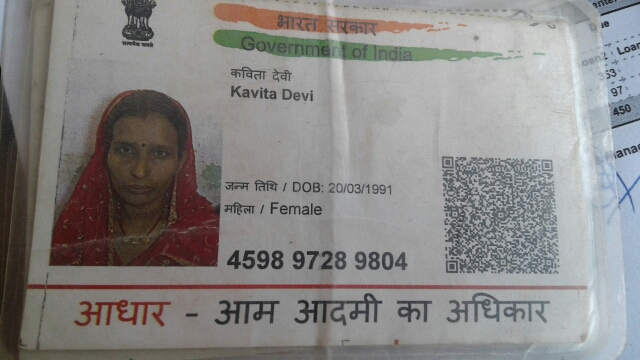 सत्यमेव जयते
भारत सरकार
Government of India
कविता देवी
Kavita Devi
जन्म तिथि / DOB: 20/03/1991
महिला / Female
4598 9728 9804
आधार - आम आदमी का अधिकार
Loan
97
450